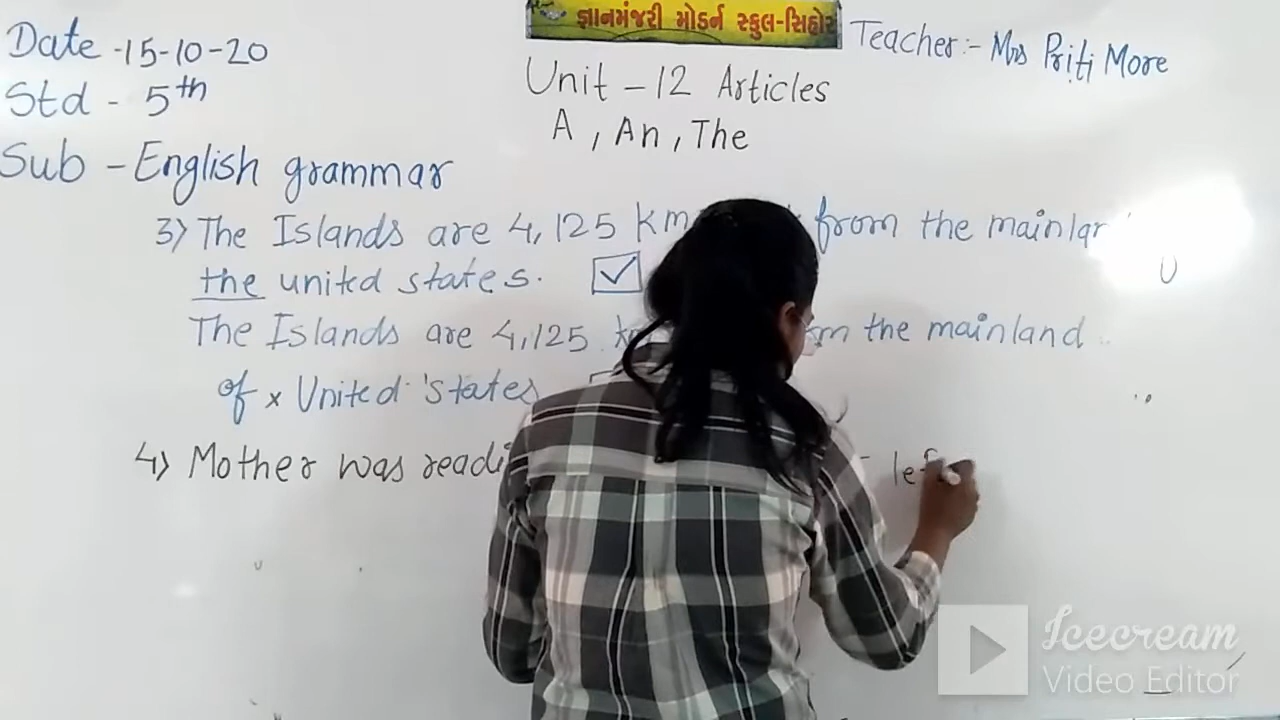 જ્ઞાનમંજરી મોડર્ન સ્કુલ-સિહોર
Date -15-10-20
Teacher:- Mrs Priti More
Std - 5th
Unit - 12 Articles
A, An, The
Sub - English grammar
3) The Islands are 4,125 km from the
the united states.
The Islands are 4,125 the mainland
of x United states
4) Mother was
Icecream
Video Editor